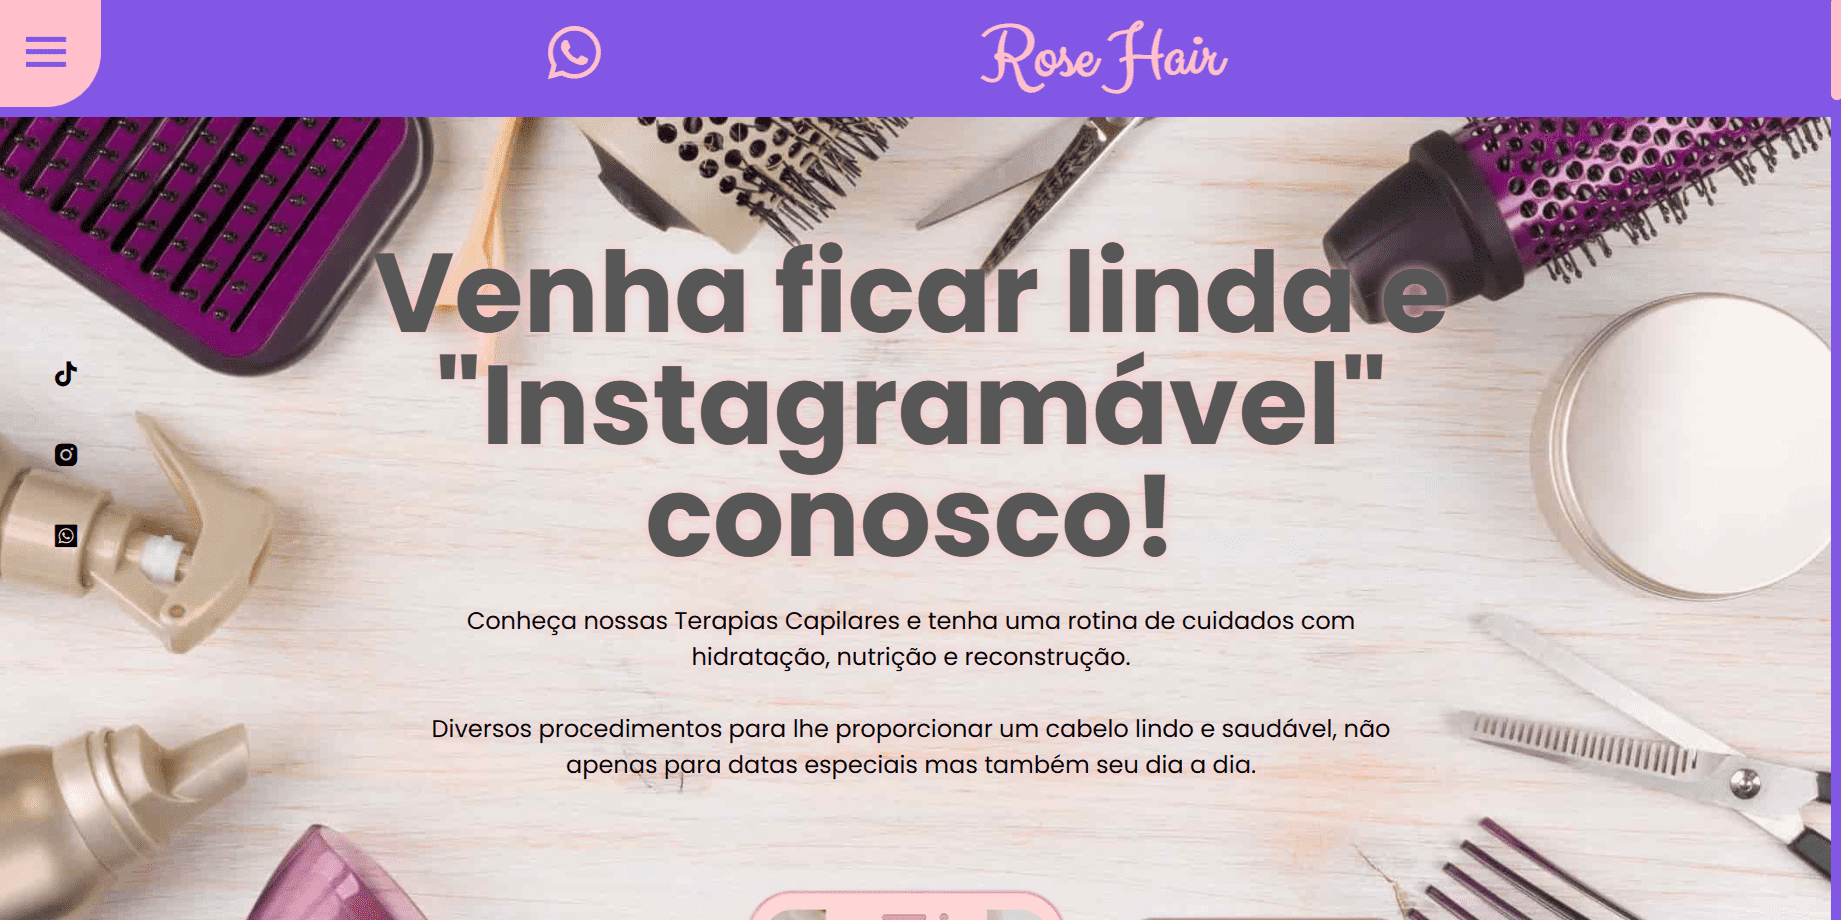 Rose Hair
Venha ficar linda e
"Instagramável"
conosco!
Conheça nossas Terapias Capilares e tenha uma rotina de cuidados com
hidratação, nutrição e reconstrução.
Diversos procedimentos para lhe proporcionar um cabelo lindo e saudável, não
apenas para datas especiais mas também seu dia a dia.